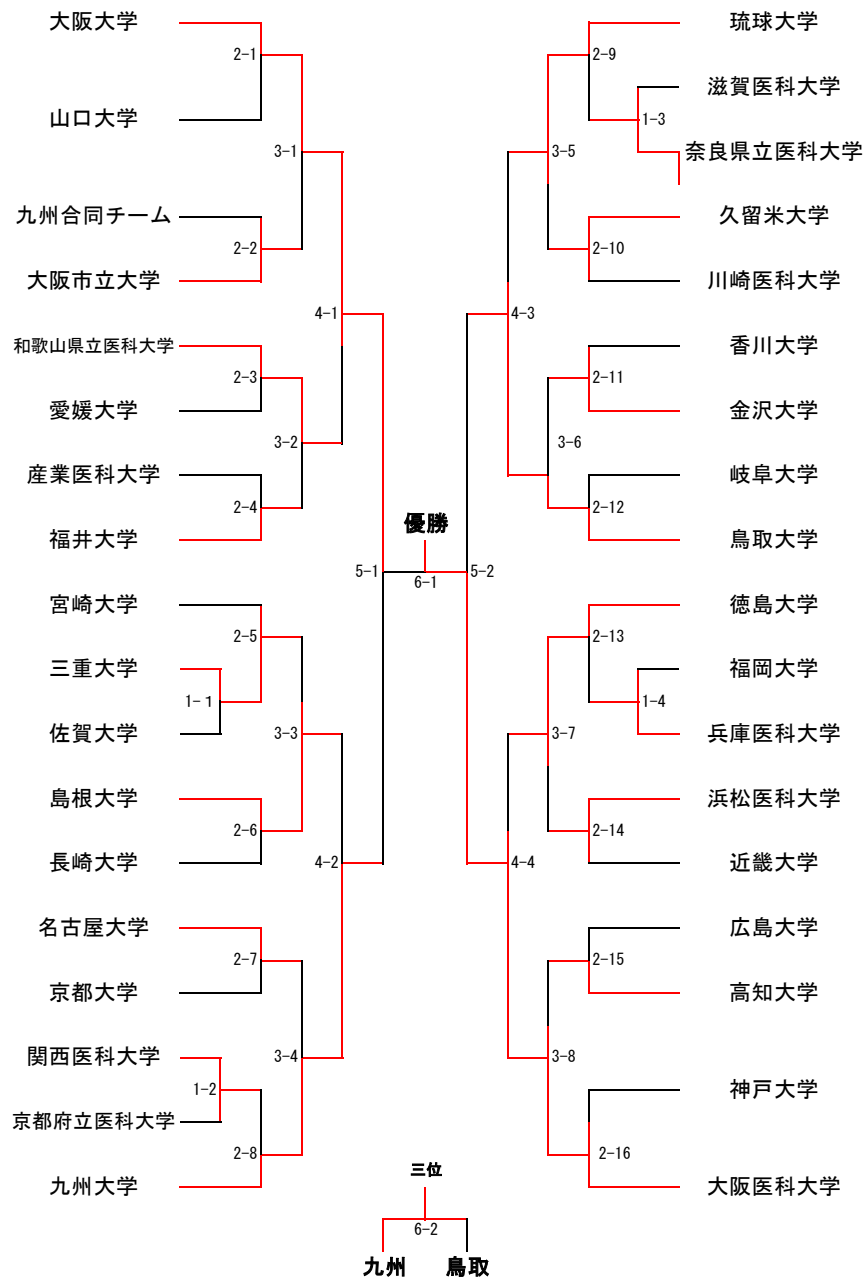 大阪大学
2-1
山口大学
3-1
九州合同チーム
2-2
大阪市立大学
4-1
和歌山県立医科大学
2-3
愛媛大学
3-2
産業医科大学
2-4
福井大学
5-1
宮崎大学
2-5
三重大学
1-1
佐賀大学
3-3
島根大学
2-6
長崎大学
4-2
名古屋大学
2-7
京都大学
3-4
関西医科大学
1-2
京都府立医科大学
2-8
九州大学
優勝
6-1
琉球大学
2-9
滋賀医科大学
1-3
奈良県立医科大学
3-5
久留米大学
2-10
川崎医科大学
4-3
香川大学
2-11
金沢大学
3-6
岐阜大学
2-12
鳥取大学
5-2
徳島大学
2-13
福岡大学
1-4
兵庫医科大学
3-7
浜松医科大学
2-14
近畿大学
4-4
広島大学
2-15
高知大学
3-8
神戸大学
2-16
大阪医科大学
三位
6-2
九州 鳥取